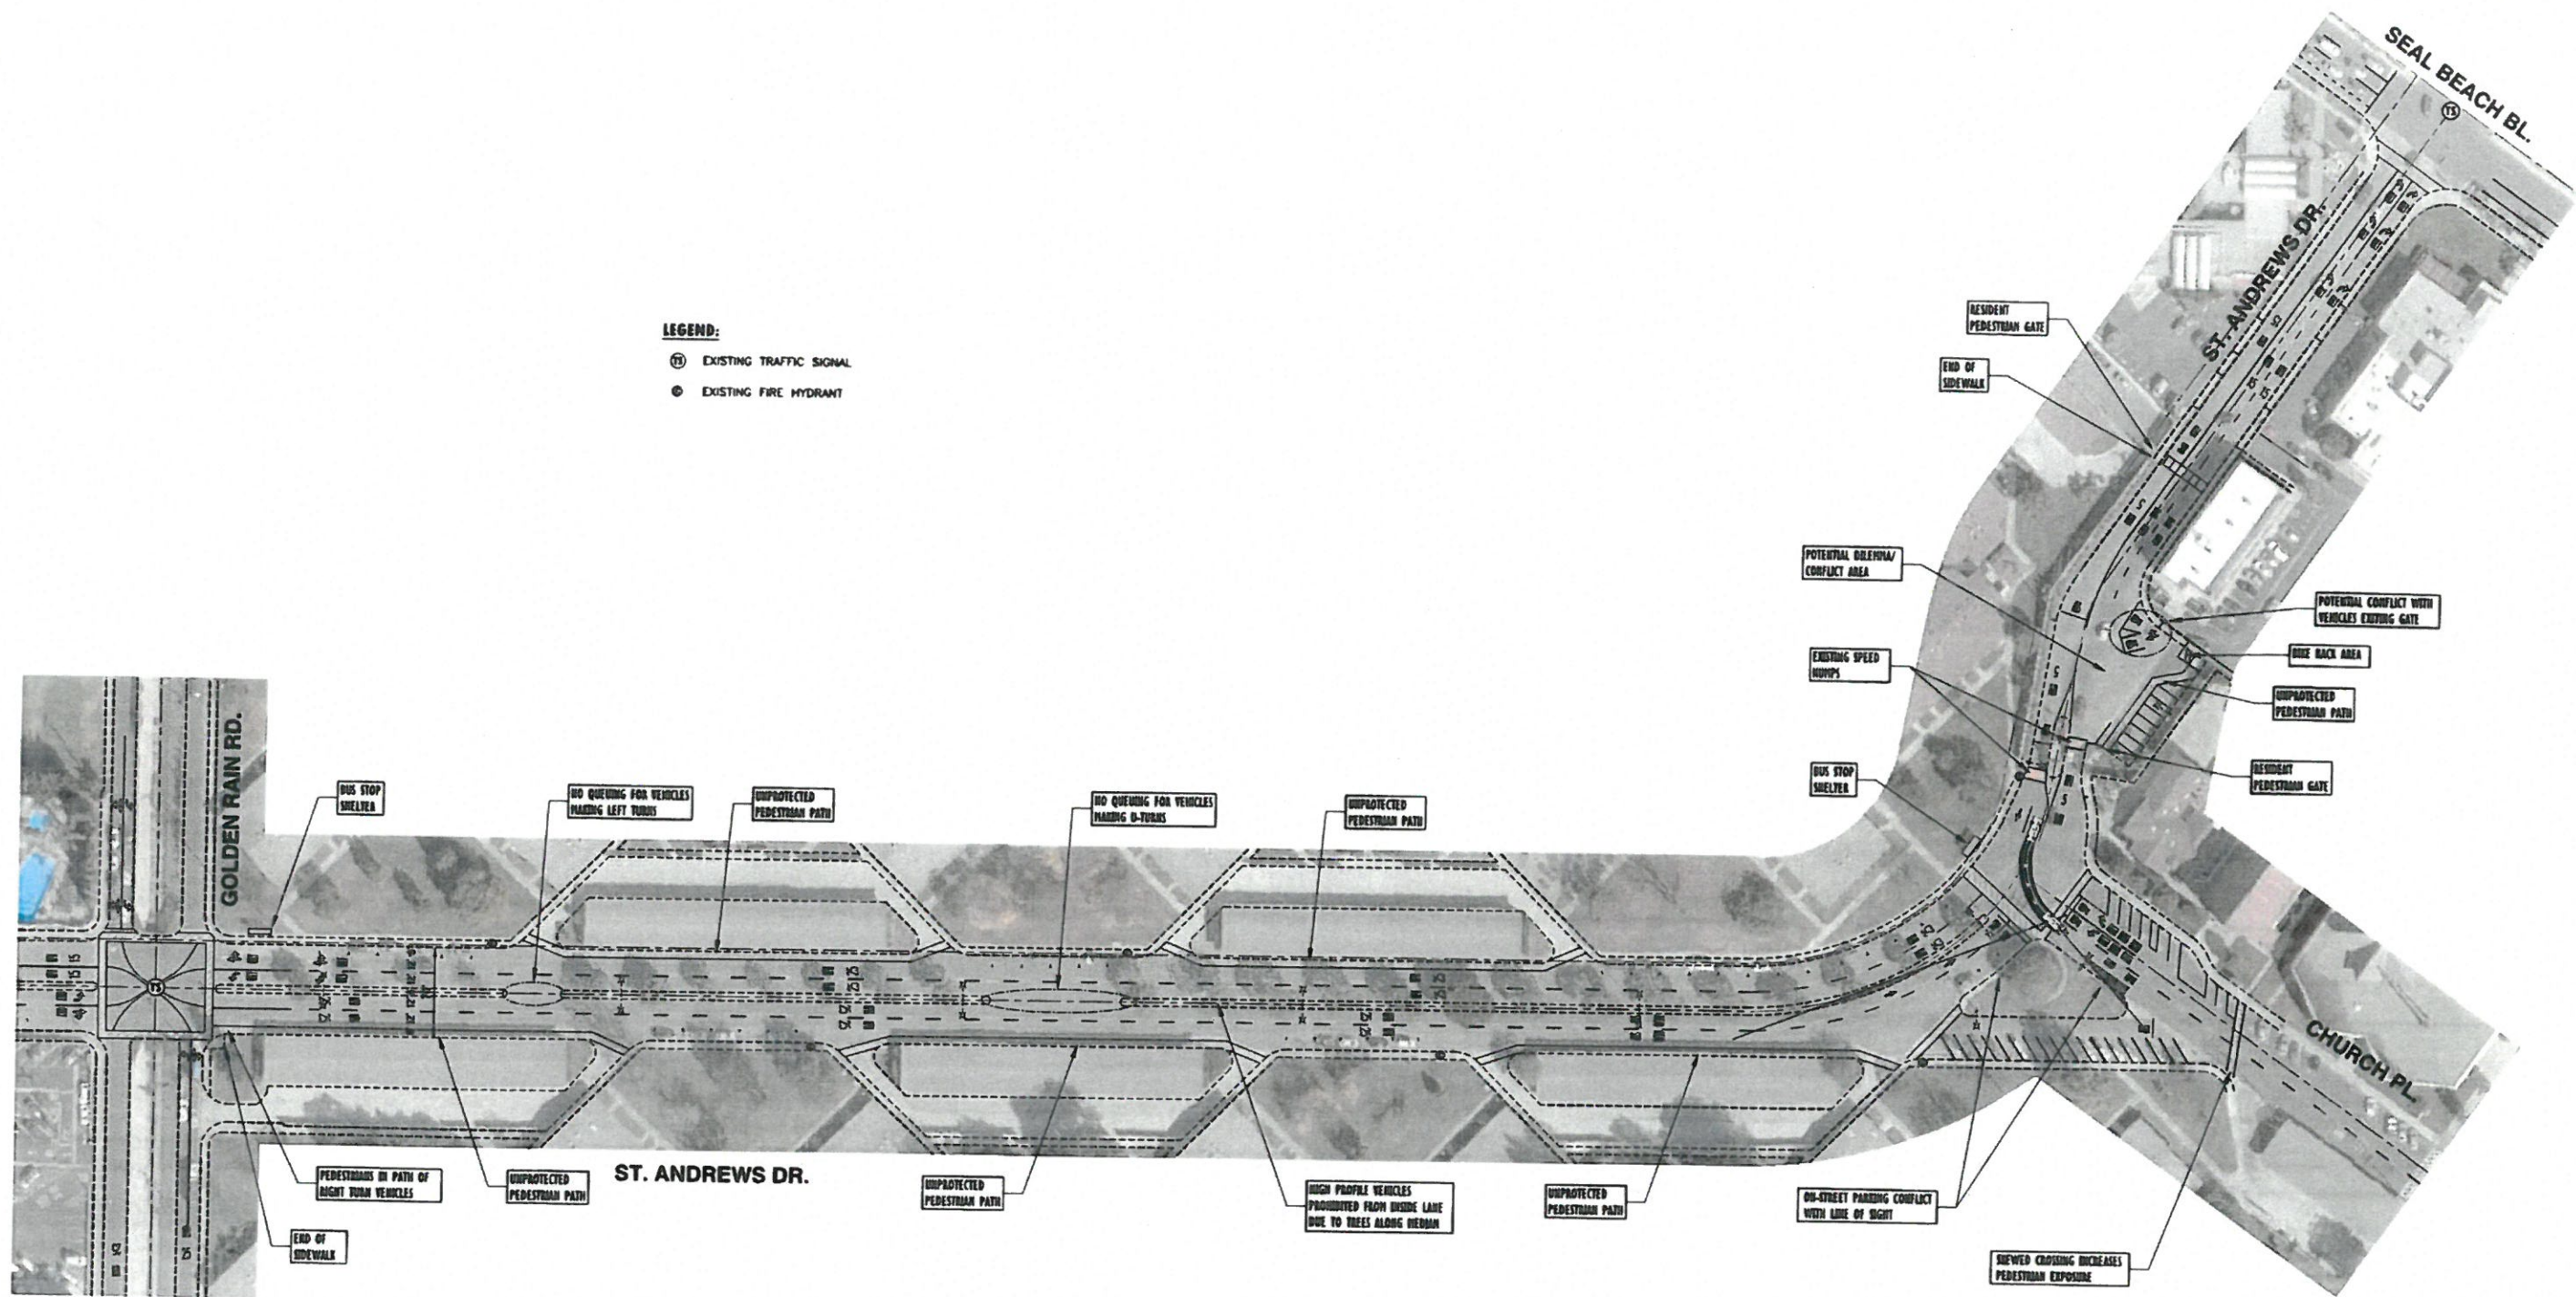 SEAL BEACH BL.
TS
ST. ANDREWS DR.
LEGEND:
TS EXISTING TRAFFIC SIGNAL
EXISTING FIRE HYDRANT
RESIDENT
PEDESTRIAN GATE
END OF
SIDEWALK
POTENTIAL DILEMMA/
CONFLICT AREA
POTENTIAL CONFLICT WITH
VEHICLES EXITING GATE
EXISTING SPEED
HUMPS
BIKE RACK AREA
UNPROTECTED
PEDESTRIAN PATH
RESIDENT
PEDESTRIAN GATE
BUS STOP
SHELTER
GOLDEN RAIN RD.
BUS STOP
SHELTER
NO QUEUING FOR VEHICLES
MAKING LEFT TURNS
UNPROTECTED
PEDESTRIAN PATH
NO QUEUING FOR VEHICLES
MAKING U-TURNS
UNPROTECTED
PEDESTRIAN PATH
TS
CHURCH PL.
PEDESTRIANS IN PATH OF
RIGHT TURN VEHICLES
UNPROTECTED
PEDESTRIAN PATH
ST. ANDREWS DR.
UNPROTECTED
PEDESTRIAN PATH
HIGH PROFILE VEHICLES
PROHIBITED FROM INSIDE LANE
DUE TO TREES ALONG MEDIAN
UNPROTECTED
PEDESTRIAN PATH
ON-STREET PARKING CONFLICT
WITH LINE OF SIGHT
END OF
SIDEWALK
SKEWED CROSSING INCREASES
PEDESTRIAN EXPOSURE